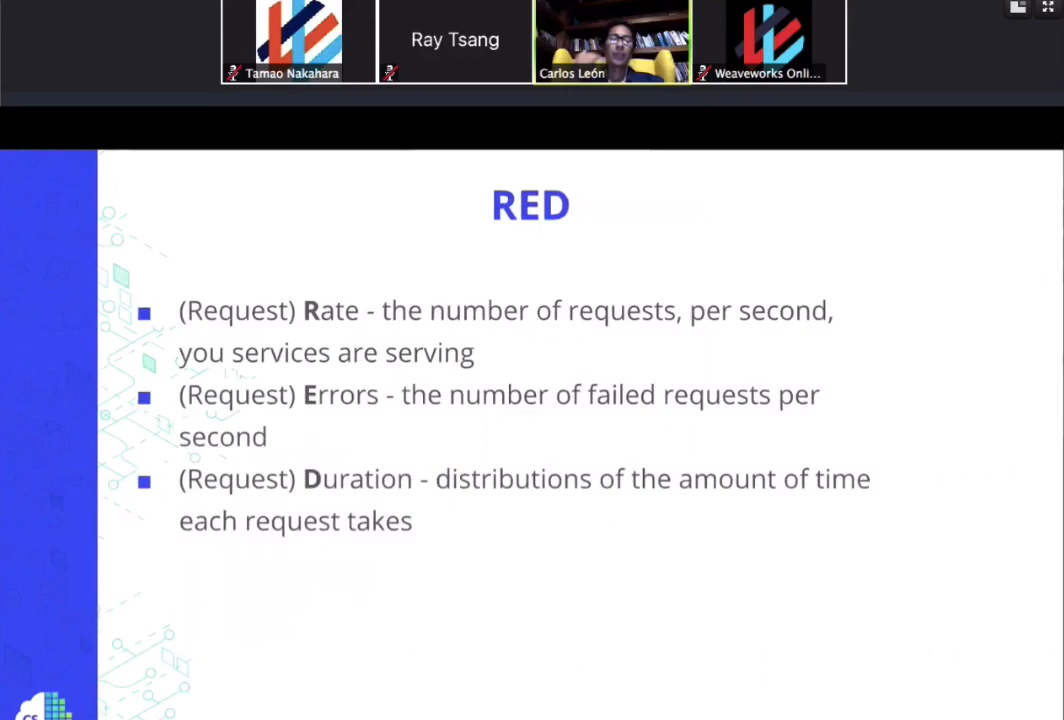 Tamao Nakahara
Ray Tsang
Carlos León
Weaveworks Onli...
RED
(Request) Rate - the number of requests, per second,
you services are serving
(Request) Errors - the number of failed requests per
second
(Request) Duration - distributions of the amount of time
each request takes
CS